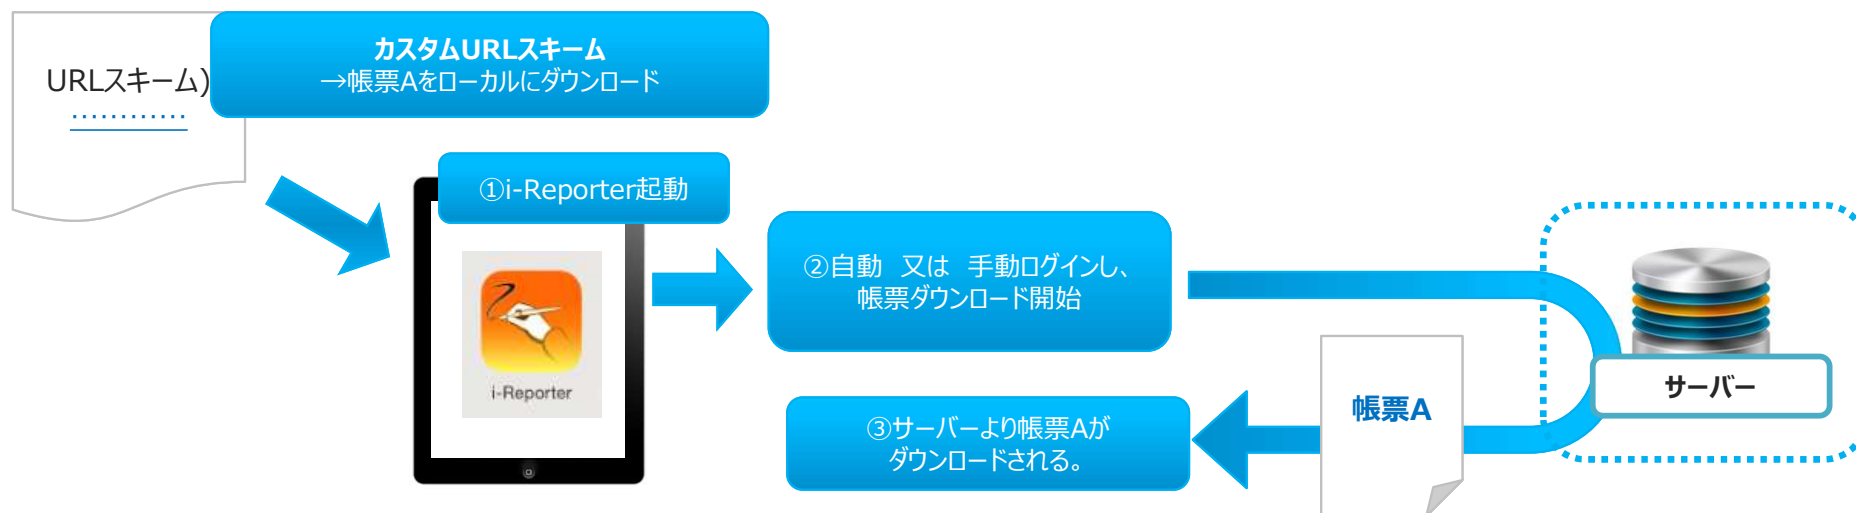 カスタムURLスキーム
→帳票Aをローカルにダウンロード
URLスキーム)
…………
①i-Reporter起動
i-Reporter
②自動 又は 手動ログインし、
帳票ダウンロード開始
サーバー
帳票A
③サーバーより帳票Aが
ダウンロードされる。